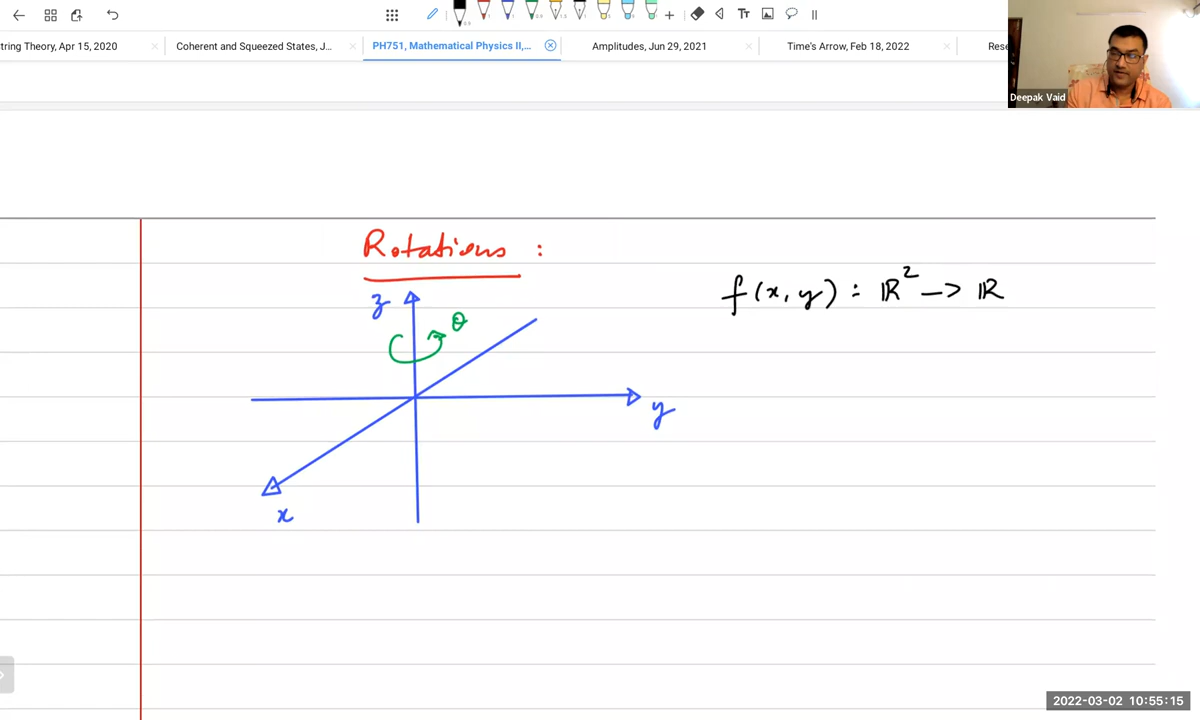 tring Theory, Apr 15, 2020
Coherent and Squeezed States, J...
PH751, Mathematical Physics II,...
Amplitudes, Jun 29, 2021
Time's Arrow, Feb 18, 2022
Rese
Deepak Vaid
Rotations :
f(x, y) : ℝ² -> ℝ
z
θ
y
x
2022-03-02 10:55:15